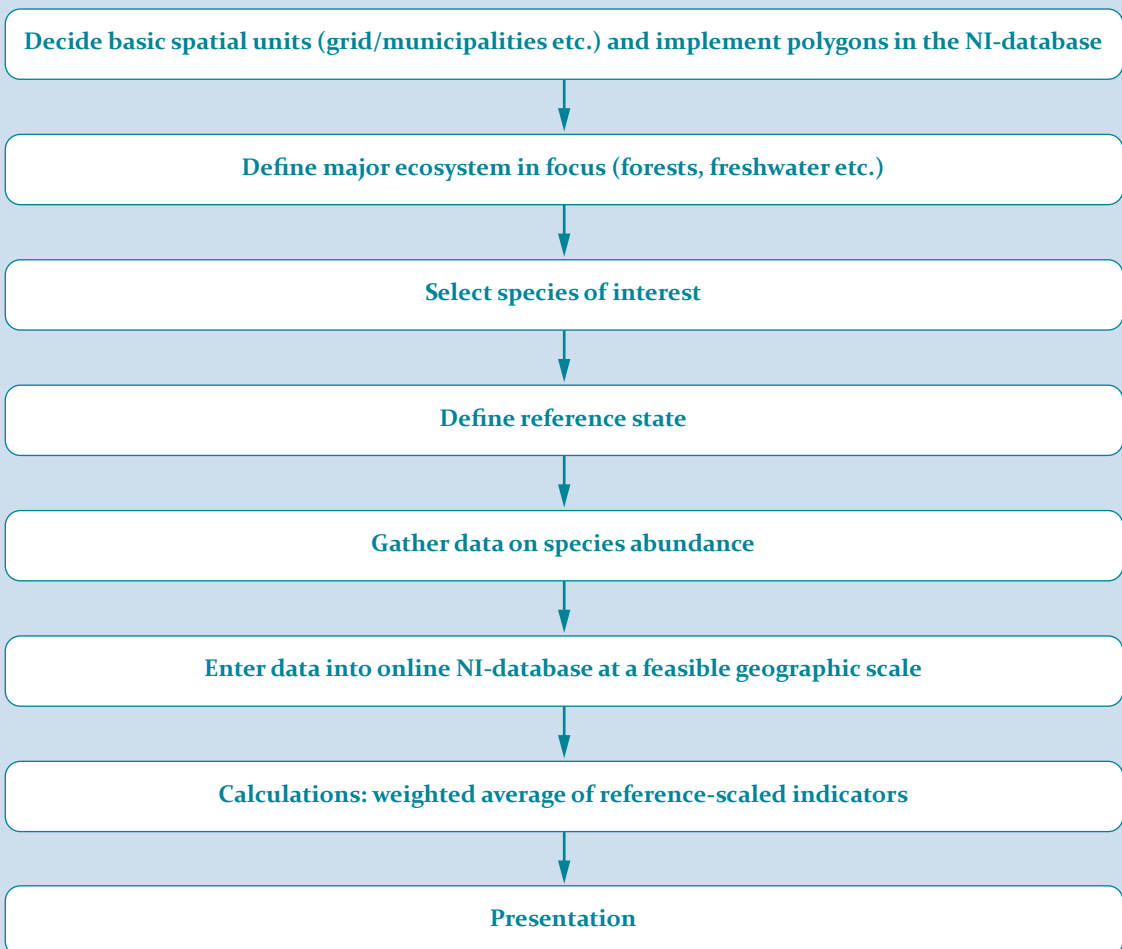 Decide basic spatial units (grid/municipalities etc.) and implement polygons in the NI-database
Define major ecosystem in focus (forests, freshwater etc.)
Select species of interest
Define reference state
Gather data on species abundance
Enter data into online NI-database at a feasible geographic scale
Calculations: weighted average of reference-scaled indicators
Presentation